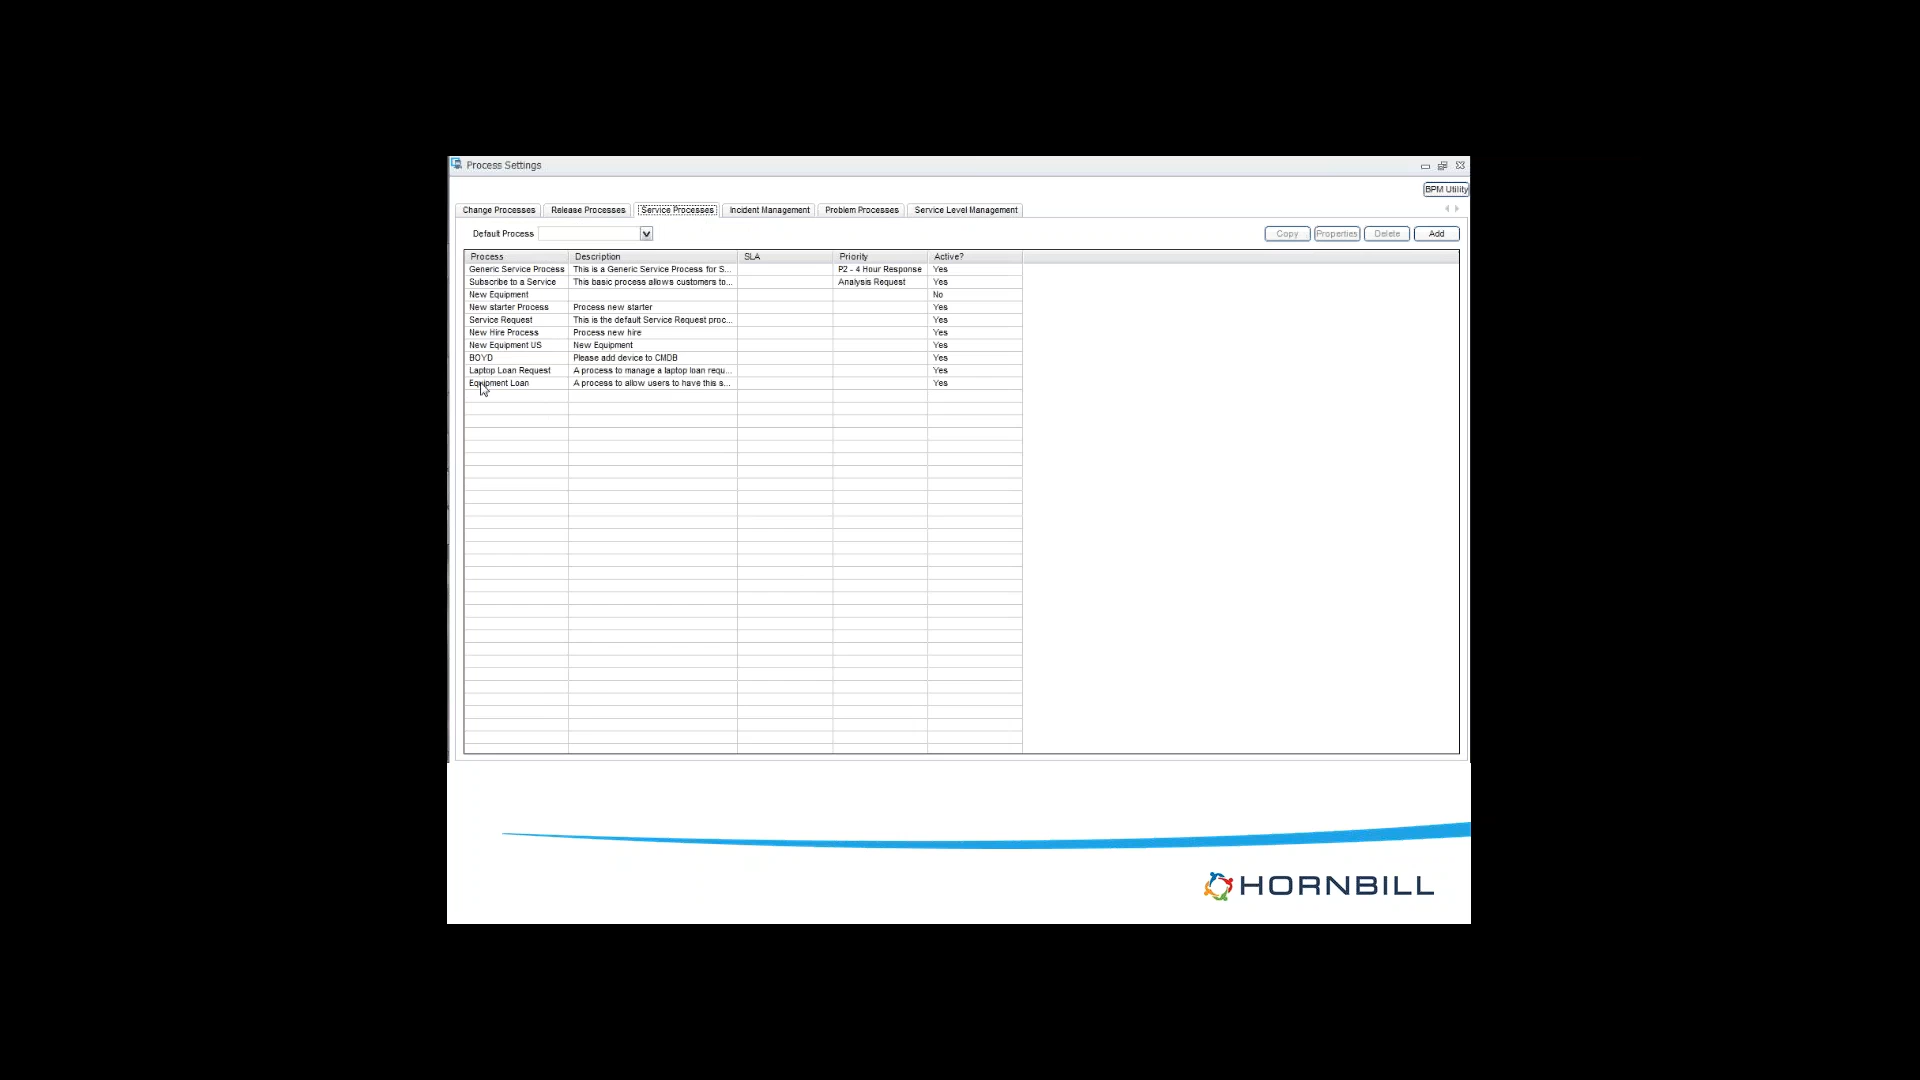 Process Settings
BPM Utility
Change Processes Release Processes Service Processes Incident Management Problem Processes Service Level Management
Default Process Copy Properties Delete Add
Process Description SLA Priority Active?
Generic Service Process This is a Generic Service Process for S... P2 - 4 Hour Response Yes
Subscribe to a Service This basic process allows customers to... Analysis Request Yes
New Equipment No
New starter Process Process new starter Yes
Service Request This is the default Service Request proc... Yes
New Hire Process Process new hire Yes
New Equipment US New Equipment Yes
BOYD Please add device to CMDB Yes
Laptop Loan Request A process to manage a laptop loan requ... Yes
Equipment Loan A process to allow users to have this s... Yes
HORNBILL